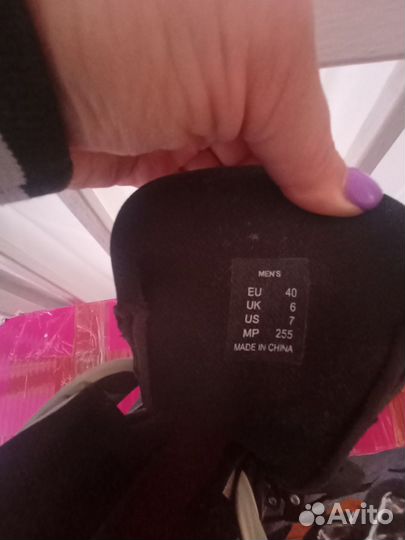 MEN'S
EU 40
UK 6
US 7
MP 255
MADE IN CHINA
Avito